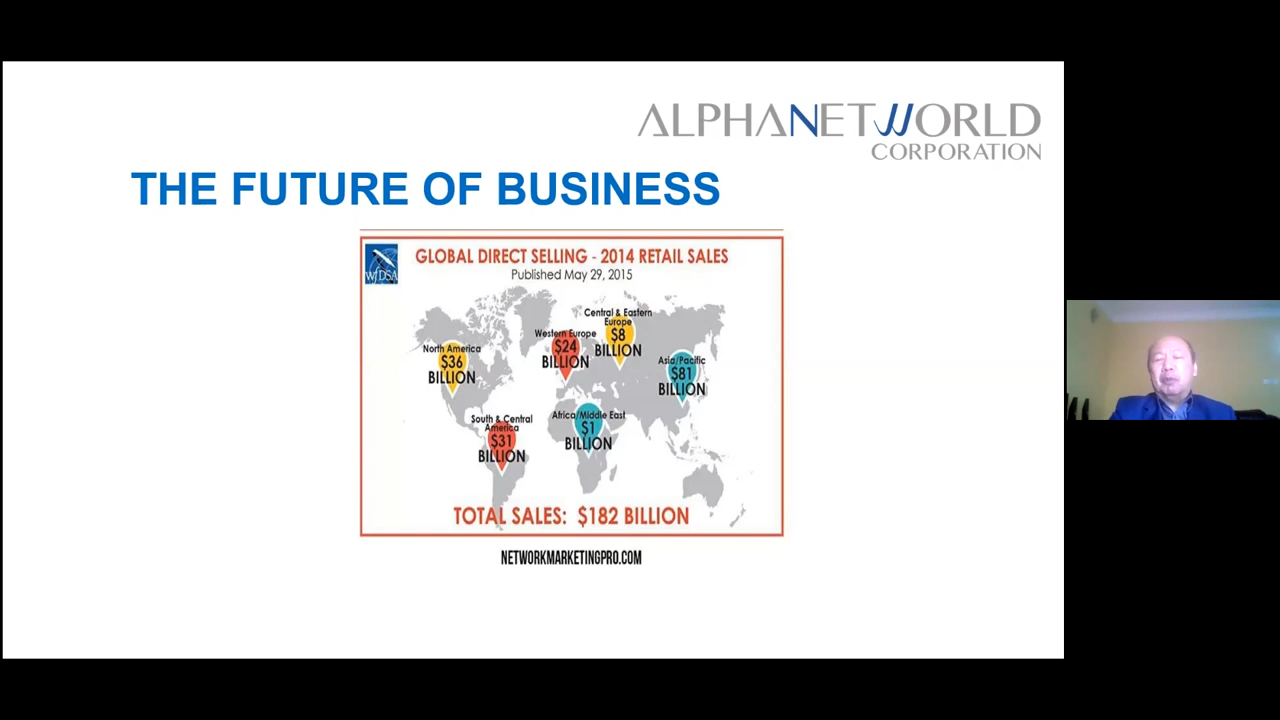 ALPHANETWORLD
CORPORATION
THE FUTURE OF BUSINESS
WFDSA
GLOBAL DIRECT SELLING - 2014 RETAIL SALES
Published May 29, 2015
North America
$36
BILLION
Western Europe
$24
BILLION
Central & Eastern
Europe
$8
BILLION
Asia/Pacific
$81
BILLION
South & Central
America
$31
BILLION
Africa/Middle East
$1
BILLION
TOTAL SALES: $182 BILLION
NETWORKMARKETINGPRO.COM